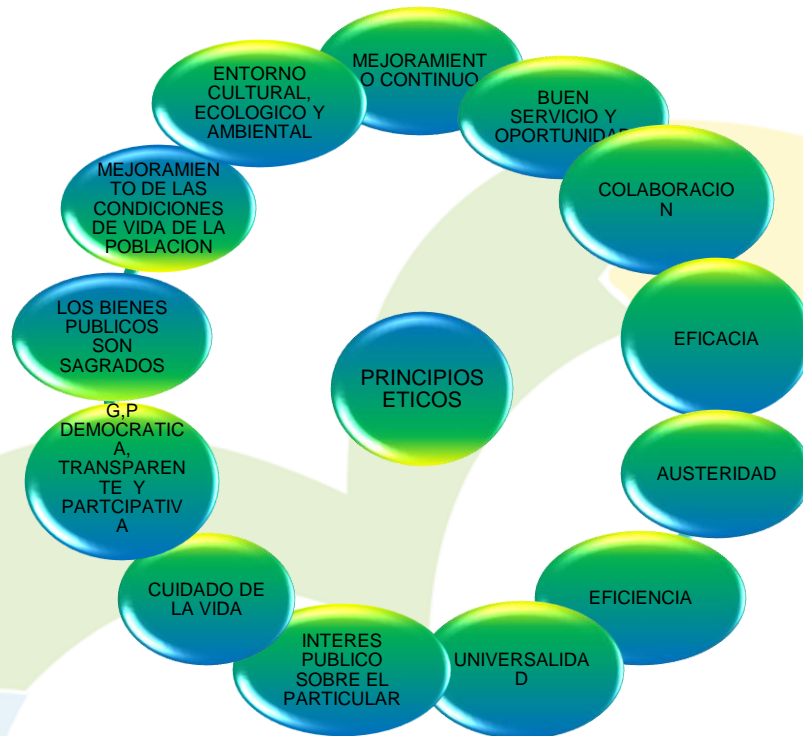 MEJORAMIENT
O CONTINUO
BUEN
SERVICIO Y
OPORTUNIDAD
COLABORACIO
N
EFICACIA
AUSTERIDAD
EFICIENCIA
UNIVERSALIDA
D
INTERES
PUBLICO
SOBRE EL
PARTICULAR
CUIDADO DE
LA VIDA
G,P
DEMOCRATIC
A,
TRANSPAREN
TE Y
PARTCIPATIV
A
LOS BIENES
PUBLICOS
SON
SAGRADOS
MEJORAMIEN
TO DE LAS
CONDICIONES
DE VIDA DE LA
POBLACION
ENTORNO
CULTURAL,
ECOLOGICO Y
AMBIENTAL
PRINCIPIOS
ETICOS